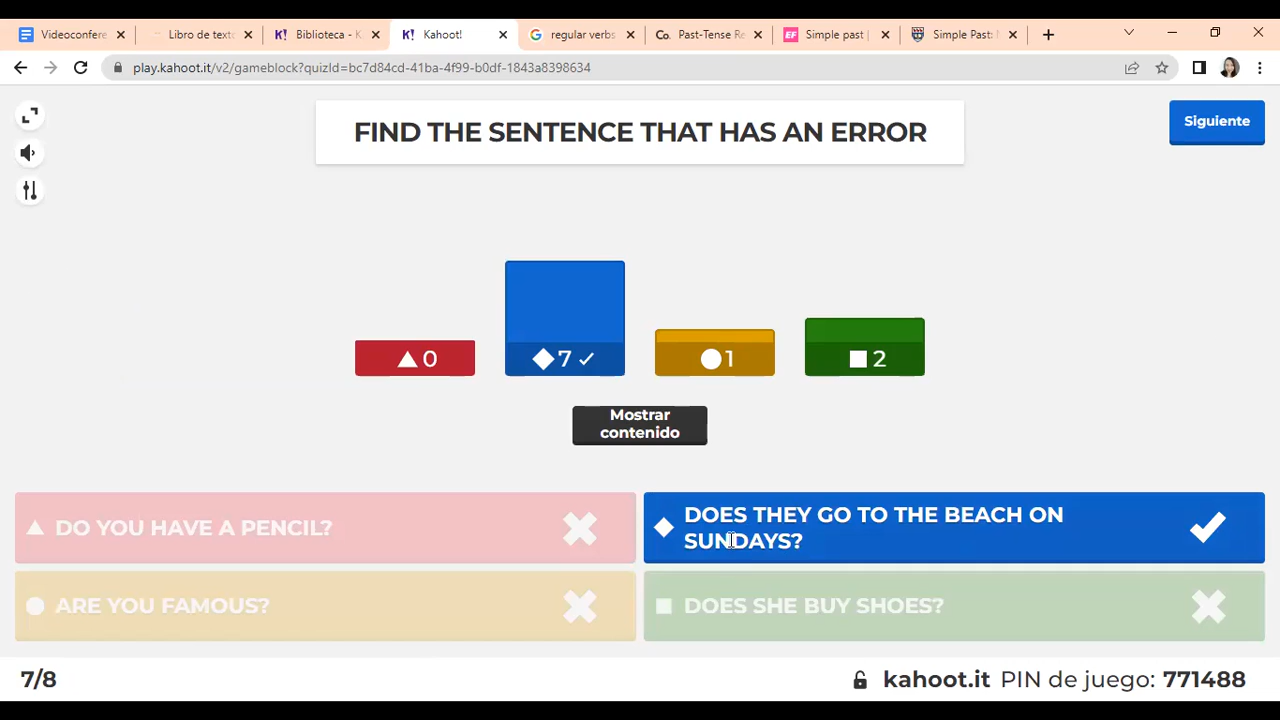 Videoconfere
Libro de texto
K! Biblioteca - K
K! Kahoot!
G regular verbs
Co. Past-Tense Re
EF Simple past
Simple Past:
play.kahoot.it/v2/gameblock?quizId=bc7d84cd-41ba-4f99-b0df-1843a8398634
FIND THE SENTENCE THAT HAS AN ERROR
Siguiente
0
7
1
2
Mostrar
contenido
DO YOU HAVE A PENCIL?
DOES THEY GO TO THE BEACH ON
SUNDAYS?
ARE YOU FAMOUS?
DOES SHE BUY SHOES?
7/8
kahoot.it PIN de juego: 771488